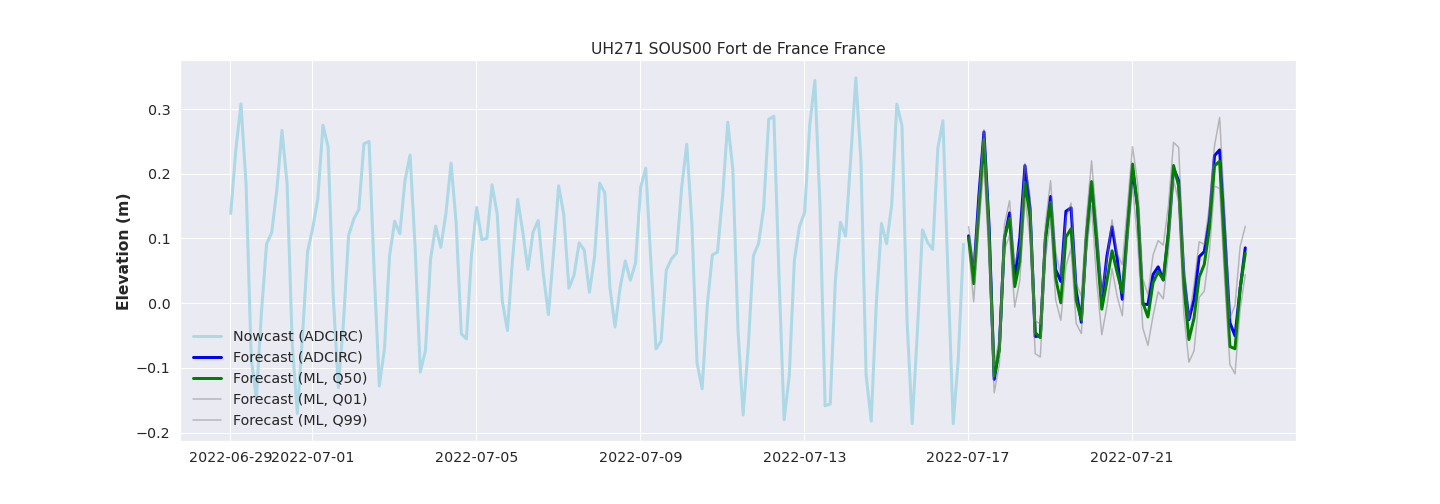 UH271 SOUS00 Fort de France France
Elevation (m)
0.3
0.2
0.1
0.0
−0.1
−0.2
Nowcast (ADCIRC)
Forecast (ADCIRC)
Forecast (ML, Q50)
Forecast (ML, Q01)
Forecast (ML, Q99)
2022-06-29 2022-07-01 2022-07-05 2022-07-09 2022-07-13 2022-07-17 2022-07-21